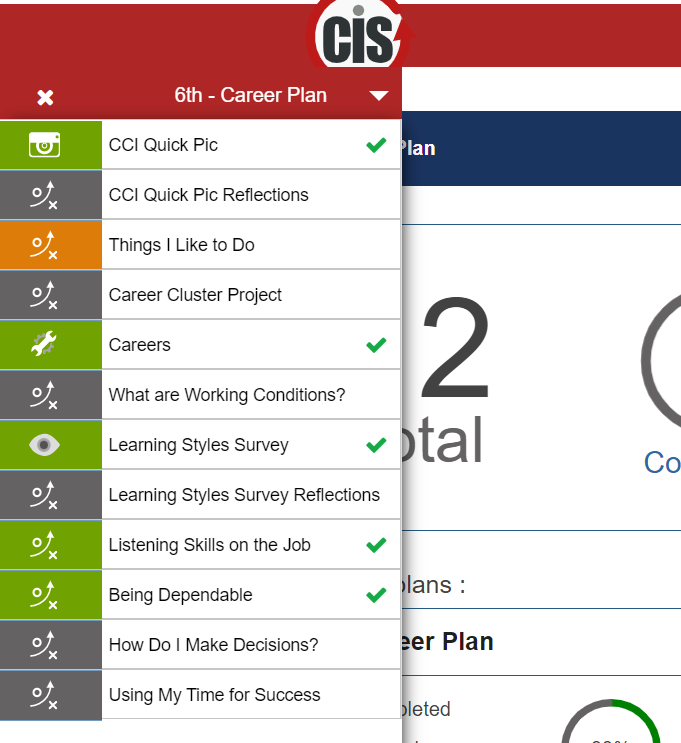 CIS
6th - Career Plan
CCI Quick Pic
CCI Quick Pic Reflections
Things I Like to Do
Career Cluster Project
Careers
What are Working Conditions?
Learning Styles Survey
Learning Styles Survey Reflections
Listening Skills on the Job
Being Dependable
How Do I Make Decisions?
Using My Time for Success
Plan
2
otal
Co
plans :
eer Plan
pleted